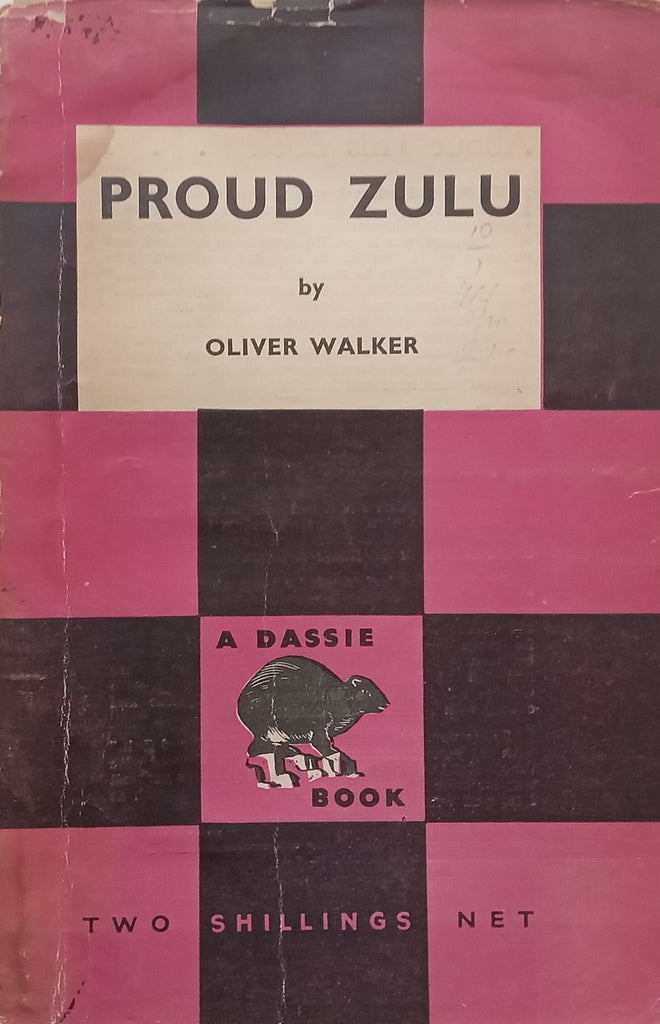 PROUD ZULU
by
OLIVER WALKER
A DASSIE
BOOK
TWO SHILLINGS NET